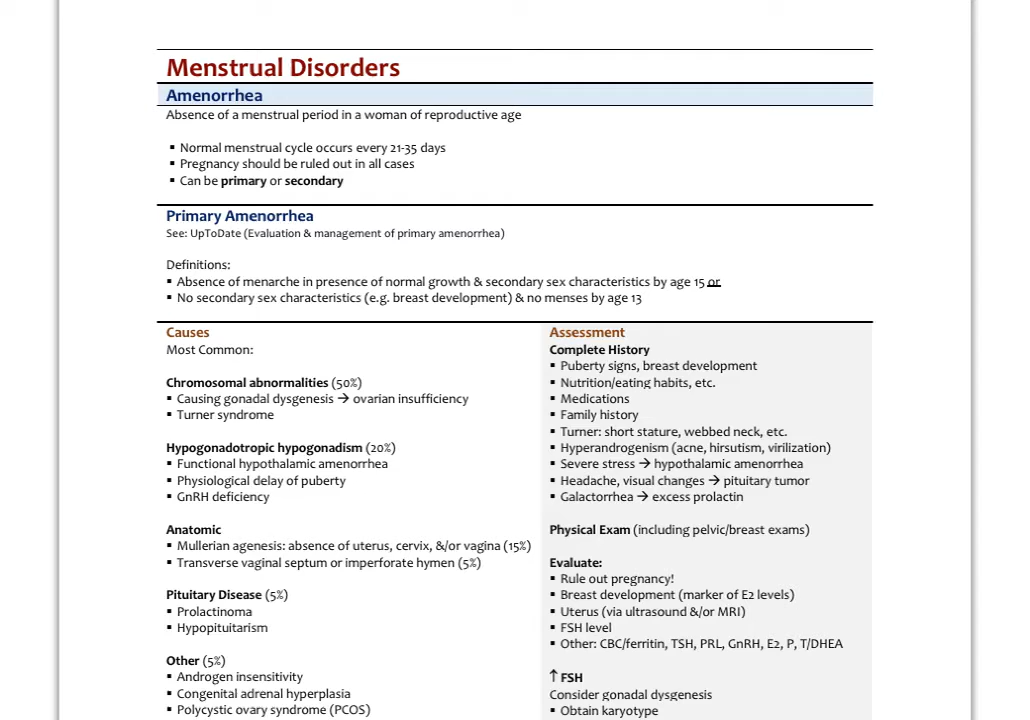 Menstrual Disorders
Amenorrhea
Absence of a menstrual period in a woman of reproductive age
▪ Normal menstrual cycle occurs every 21-35 days
▪ Pregnancy should be ruled out in all cases
▪ Can be primary or secondary
Primary Amenorrhea
See: UpToDate (Evaluation & management of primary amenorrhea)
Definitions:
▪ Absence of menarche in presence of normal growth & secondary sex characteristics by age 15 or
▪ No secondary sex characteristics (e.g. breast development) & no menses by age 13
Causes
Most Common:
Chromosomal abnormalities (50%)
▪ Causing gonadal dysgenesis → ovarian insufficiency
▪ Turner syndrome
Hypogonadotropic hypogonadism (20%)
▪ Functional hypothalamic amenorrhea
▪ Physiological delay of puberty
▪ GnRH deficiency
Anatomic
▪ Mullerian agenesis: absence of uterus, cervix, &/or vagina (15%)
▪ Transverse vaginal septum or imperforate hymen (5%)
Pituitary Disease (5%)
▪ Prolactinoma
▪ Hypopituitarism
Other (5%)
▪ Androgen insensitivity
▪ Congenital adrenal hyperplasia
▪ Polycystic ovary syndrome (PCOS)
Assessment
Complete History
▪ Puberty signs, breast development
▪ Nutrition/eating habits, etc.
▪ Medications
▪ Family history
▪ Turner: short stature, webbed neck, etc.
▪ Hyperandrogenism (acne, hirsutism, virilization)
▪ Severe stress → hypothalamic amenorrhea
▪ Headache, visual changes → pituitary tumor
▪ Galactorrhea → excess prolactin
Physical Exam (including pelvic/breast exams)
Evaluate:
▪ Rule out pregnancy!
▪ Breast development (marker of E2 levels)
▪ Uterus (via ultrasound &/or MRI)
▪ FSH level
▪ Other: CBC/ferritin, TSH, PRL, GnRH, E2, P, T/DHEA
↑ FSH
Consider gonadal dysgenesis
▪ Obtain karyotype